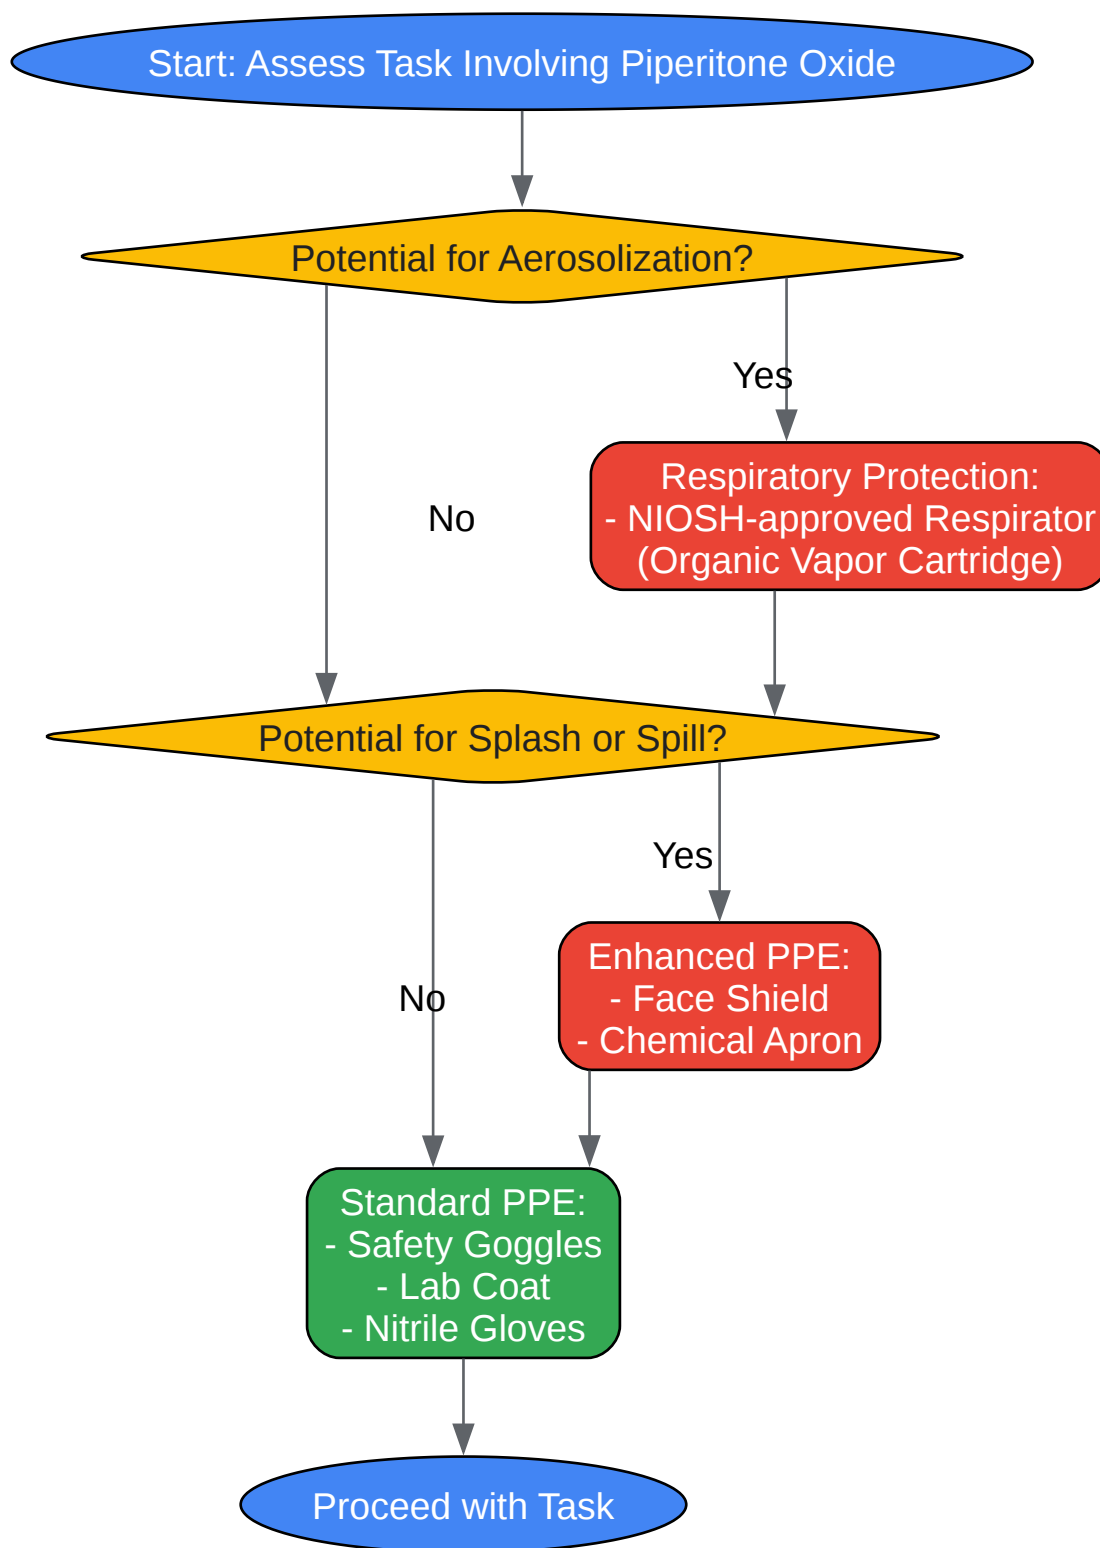 Start: Assess Task Involving Piperitone Oxide
Potential for Aerosolization?
Yes
Respiratory Protection:
- NIOSH-approved Respirator
(Organic Vapor Cartridge)
No
Potential for Splash or Spill?
Yes
Enhanced PPE:
- Face Shield
- Chemical Apron
No
Standard PPE:
- Safety Goggles
- Lab Coat
- Nitrile Gloves
Proceed with Task